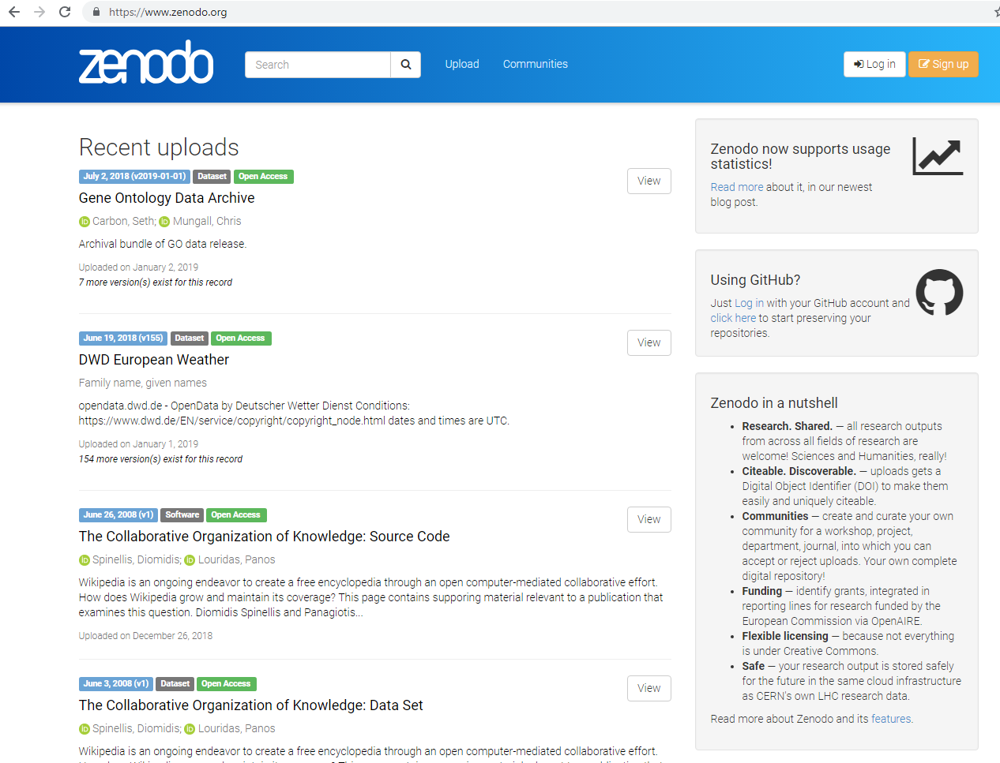 https://www.zenodo.org
zenodo
Search
Upload
Communities
Log in
Sign up
Recent uploads
July 2, 2018 (v2019-01-01) Dataset Open Access
View
Gene Ontology Data Archive
Carbon, Seth; Mungall, Chris
Archival bundle of GO data release.
Uploaded on January 2, 2019
7 more version(s) exist for this record
June 19, 2018 (v155) Dataset Open Access
View
DWD European Weather
Family name, given names
opendata.dwd.de - OpenData by Deutscher Wetter Dienst Conditions:
https://www.dwd.de/EN/service/copyright/copyright_node.html dates and times are UTC.
Uploaded on January 1, 2019
154 more version(s) exist for this record
June 26, 2008 (v1) Software Open Access
View
The Collaborative Organization of Knowledge: Source Code
Spinellis, Diomidis; Louridas, Panos
Wikipedia is an ongoing endeavor to create a free encyclopedia through an open computer-mediated collaborative effort.
How does Wikipedia grow and maintain its coverage? This page contains supporing material relevant to a publication that
examines this question. Diomidis Spinellis and Panagiotis...
Uploaded on December 26, 2018
June 3, 2008 (v1) Dataset Open Access
View
The Collaborative Organization of Knowledge: Data Set
Spinellis, Diomidis; Louridas, Panos
Wikipedia is an ongoing endeavor to create a free encyclopedia through an open computer-mediated collaborative effort.
Zenodo now supports usage
statistics!
Read more about it, in our newest
blog post.
Using GitHub?
Just Log in with your GitHub account and
click here to start preserving your
repositories.
Zenodo in a nutshell
• Research. Shared. — all research outputs
from across all fields of research are
welcome! Sciences and Humanities, really!
• Citeable. Discoverable. — uploads gets a
Digital Object Identifier (DOI) to make them
easily and uniquely citeable.
• Communities — create and curate your own
community for a workshop, project,
department, journal, into which you can
accept or reject uploads. Your own complete
digital repository!
• Funding — identify grants, integrated in
reporting lines for research funded by the
European Commission via OpenAIRE.
• Flexible licensing — because not everything
is under Creative Commons.
• Safe — your research output is stored safely
for the future in the same cloud infrastructure
as CERN's own LHC research data.
Read more about Zenodo and its features.